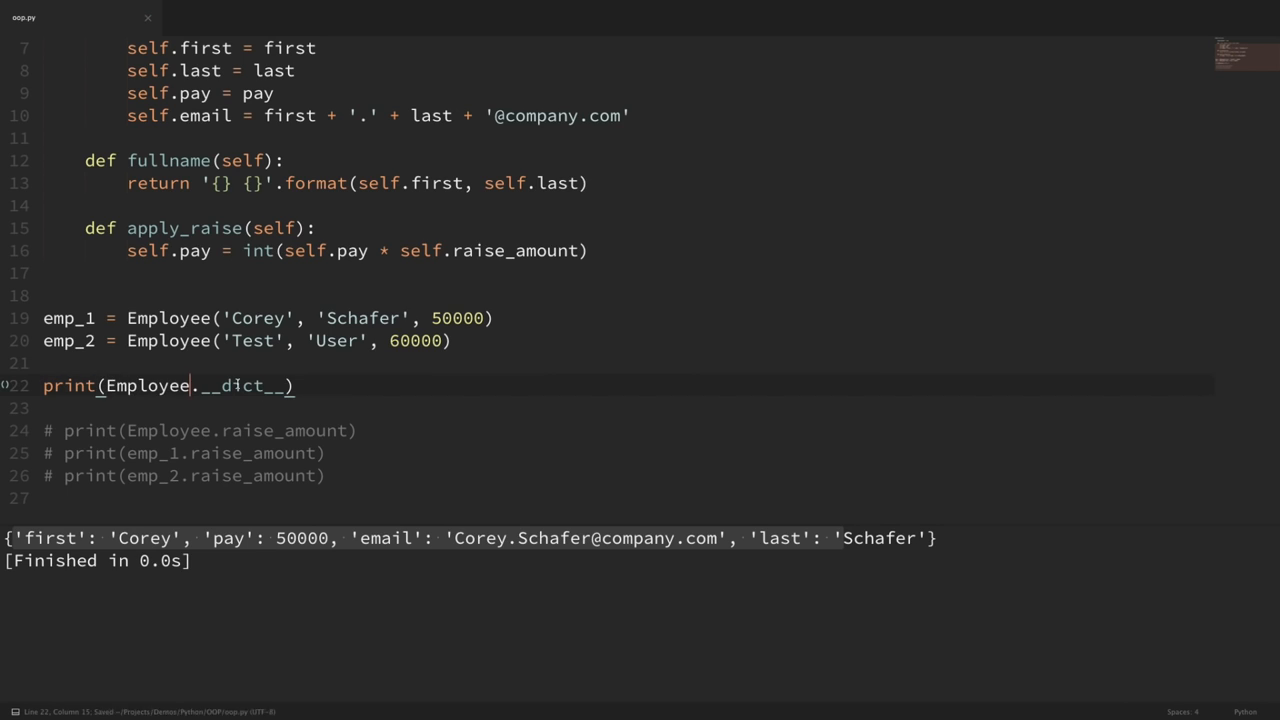 oop.py ×
7 self.first = first
8 self.last = last
9 self.pay = pay
10 self.email = first + '.' + last + '@company.com'
11
12 def fullname(self):
13 return '{} {}'.format(self.first, self.last)
14
15 def apply_raise(self):
16 self.pay = int(self.pay * self.raise_amount)
17
18
19 emp_1 = Employee('Corey', 'Schafer', 50000)
20 emp_2 = Employee('Test', 'User', 60000)
21
()22 print(Employee.__dict__)
23
24 # print(Employee.raise_amount)
25 # print(emp_1.raise_amount)
26 # print(emp_2.raise_amount)
27
{'first': 'Corey', 'pay': 50000, 'email': 'Corey.Schafer@company.com', 'last': 'Schafer'}
[Finished in 0.0s]
Line 22, Column 15; Saved ~/Projects/Demos/Python/OOP/oop.py (UTF-8) Spaces: 4 Python